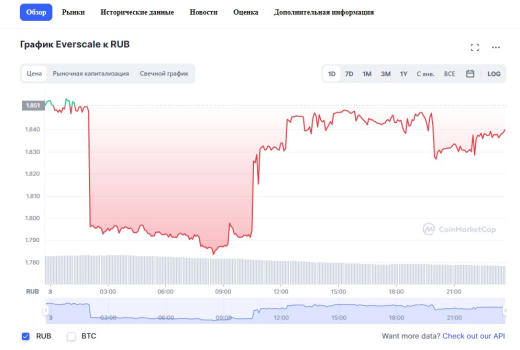 Обзор Рынки Исторические данные Новости Оценка Дополнительная информация
График Everscale к RUB
Цена Рыночная капитализация Свечной график 1D 7D 1M 3M 1Y С янв. ВСЕ LOG
1.851
1.840
1.830
1.820
1.810
1.800
1.790
1.780
CoinMarketCap
RUB 3 03:00 06:00 09:00 12:00 15:00 18:00 21:00
3 03:00 06:00 09:00 12:00 15:00 18:00 21:00
RUB BTC Want more data? Check out our API